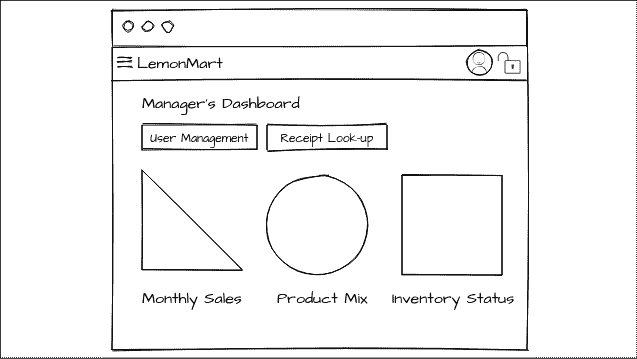 LemonMart
Manager's Dashboard
User Management
Receipt Look-up
Monthly Sales
Product Mix
Inventory Status